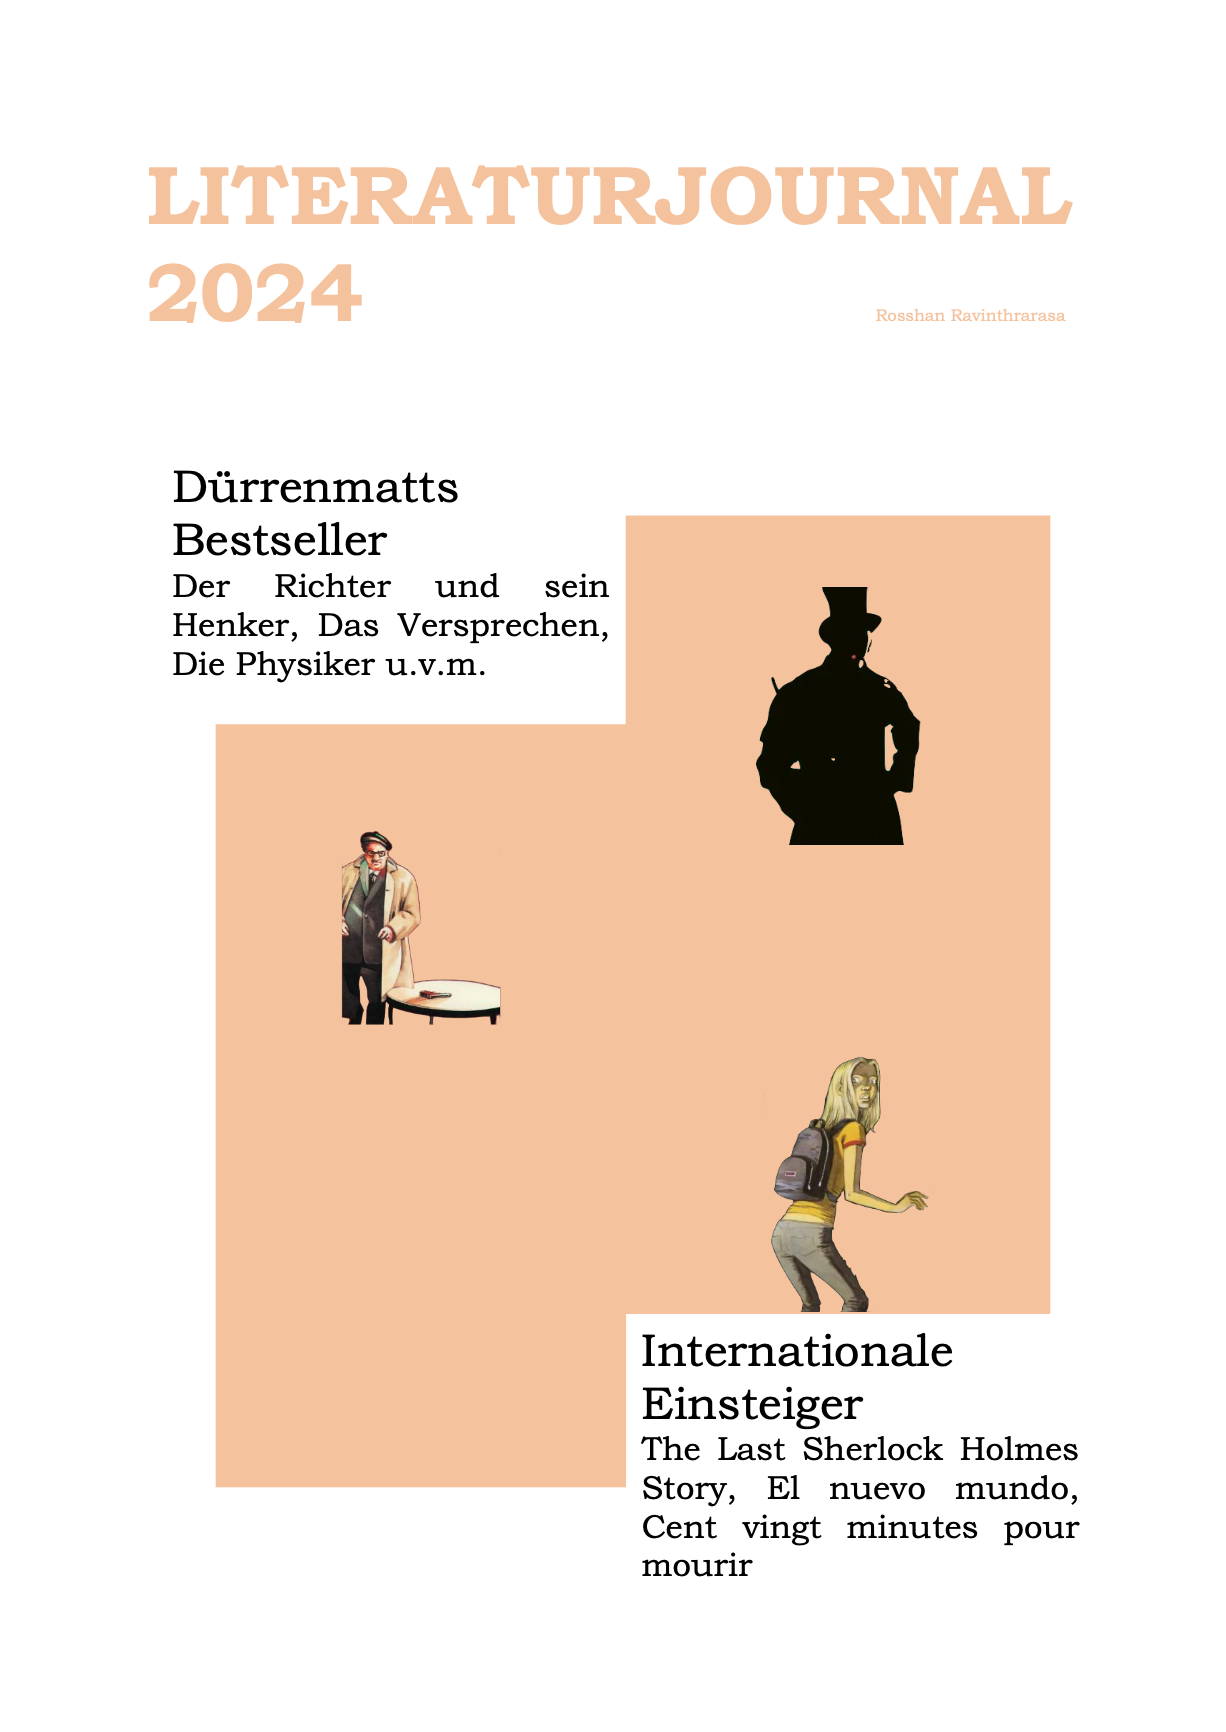 LITERATURJOURNAL
2024
Rosshan Ravinthrarasa
Dürrenmatts
Bestseller
Der Richter und sein
Henker, Das Versprechen,
Die Physiker u.v.m.
Internationale
Einsteiger
The Last Sherlock Holmes
Story, El nuevo mundo,
Cent vingt minutes pour
mourir